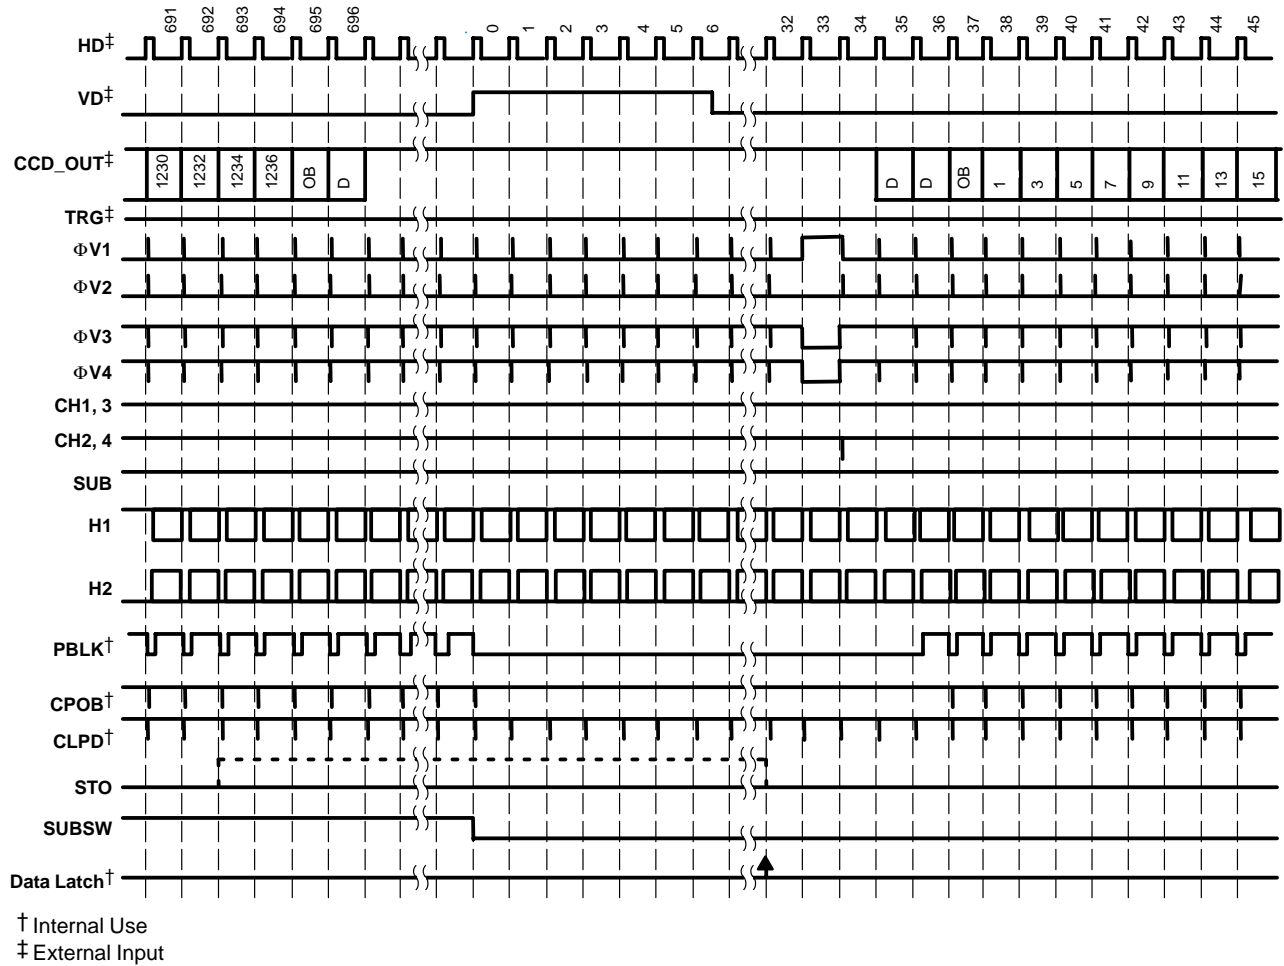 691 692 693 694 695 696 0 1 2 3 4 5 6 32 33 34 35 36 37 38 39 40 41 42 43 44 45
HD‡
VD‡
CCD_OUT‡ 1230 1232 1234 1236 OB D D D OB 1 3 5 7 9 11 13 15
TRG‡
ΦV1
ΦV2
ΦV3
ΦV4
CH1, 3
CH2, 4
SUB
H1
H2
PBLK†
CPOB†
CLPD†
STO
SUBSW
Data Latch†
† Internal Use
‡ External Input